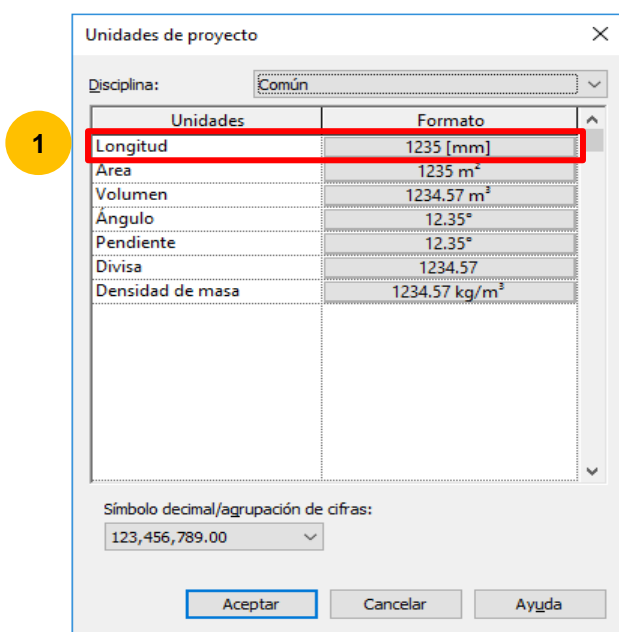 Unidades de proyecto
Disciplina: Común
Unidades Formato
1
Longitud 1235 [mm]
Área 1235 m²
Volumen 1234.57 m³
Ángulo 12.35°
Pendiente 12.35°
Divisa 1234.57
Densidad de masa 1234.57 kg/m³
Símbolo decimal/agrupación de cifras:
123,456,789.00
Aceptar Cancelar Ayuda